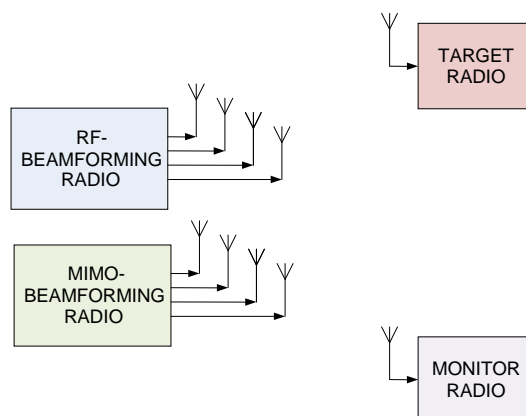 TARGET
RADIO
RF-
BEAMFORMING
RADIO
MIMO-
BEAMFORMING
RADIO
MONITOR
RADIO